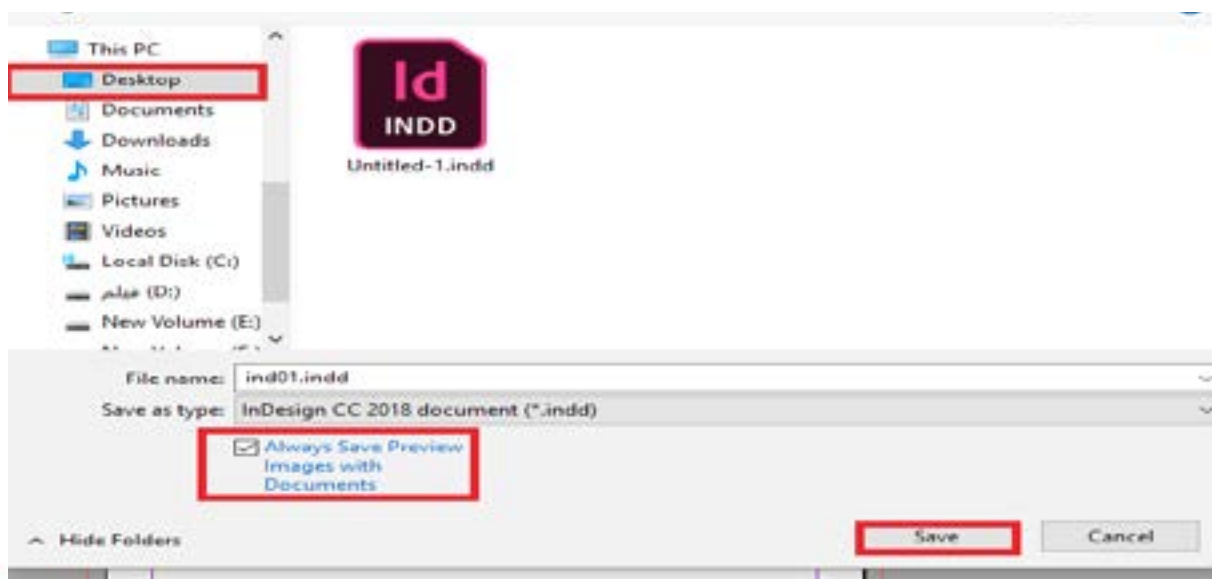 This PC
Desktop
Documents
Downloads
Music
Pictures
Videos
Local Disk (C:)
فیلم (D:)
New Volume (E:)
Id
INDD
Untitled-1.indd
File name: ind01.indd
Save as type: InDesign CC 2018 document (*.indd)
Always Save Preview
Images with
Documents
Hide Folders
Save
Cancel